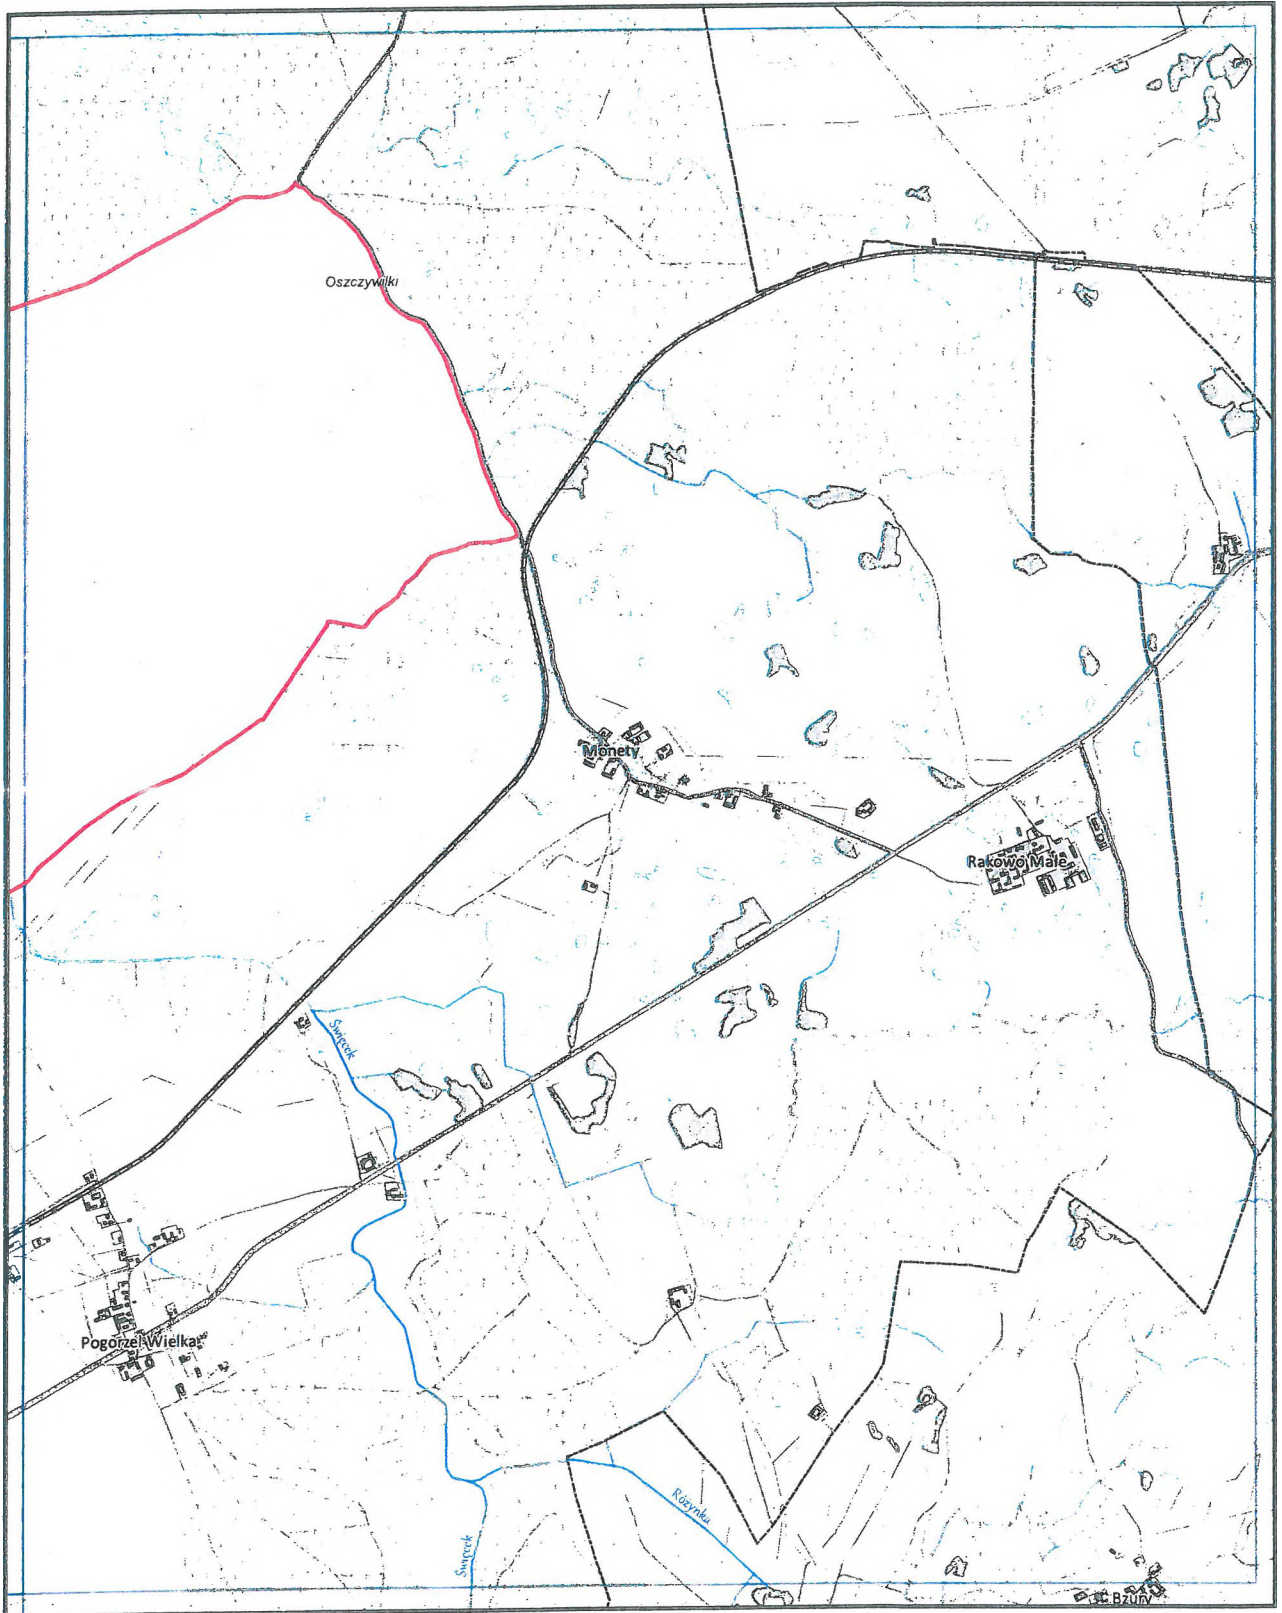 Oszczywilki
Monety
Rakowo Małe
Święcek
Pogorzel Wielka
Różynka
Święcek
Bzury